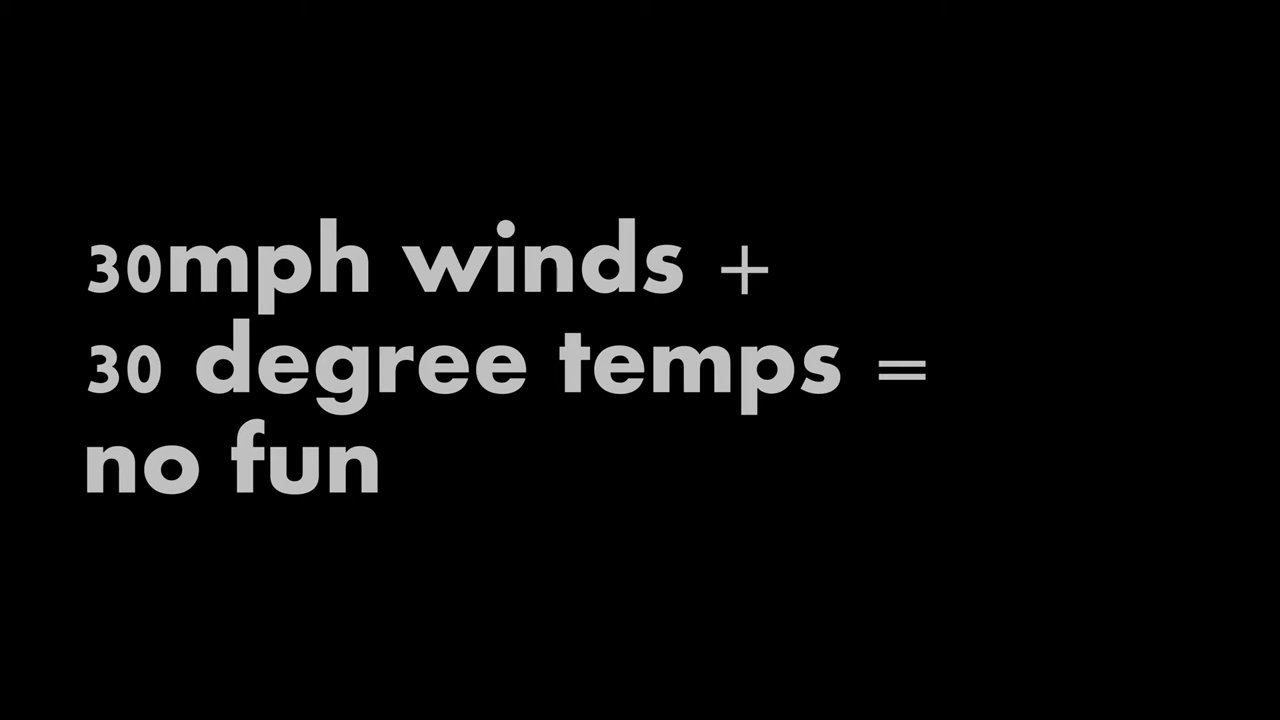 30mph winds +
30 degree temps =
no fun